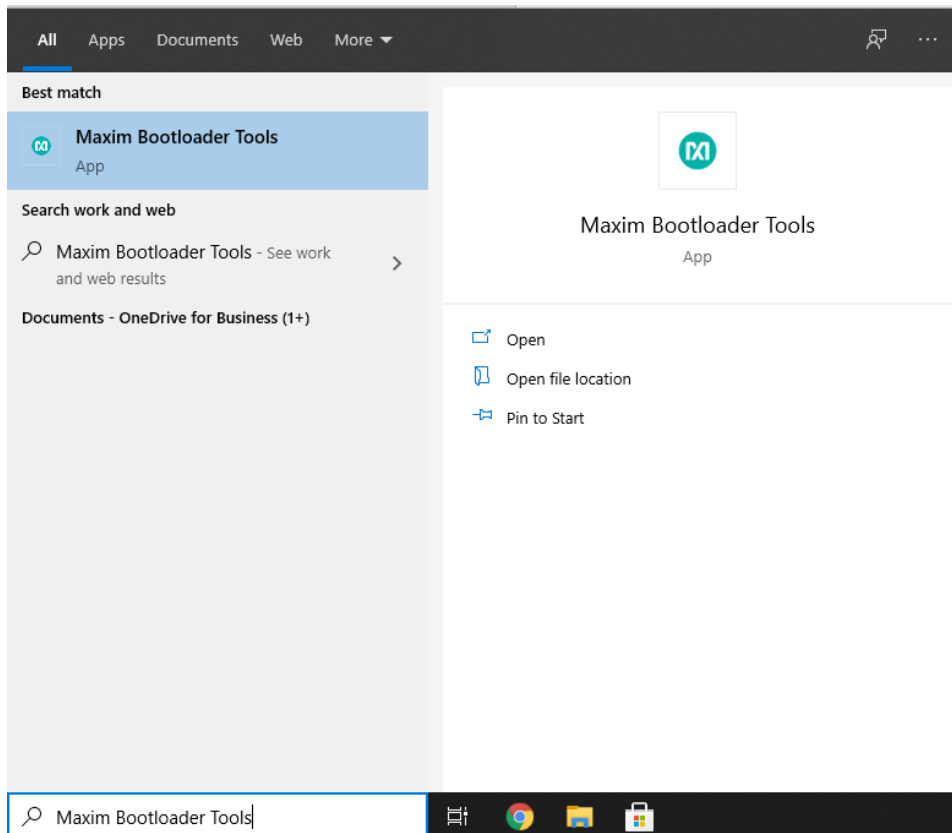 All Apps Documents Web More
Best match
Maxim Bootloader Tools
App
Search work and web
Maxim Bootloader Tools - See work
and web results
Documents - OneDrive for Business (1+)
Maxim Bootloader Tools
App
Open
Open file location
Pin to Start
Maxim Bootloader Tools